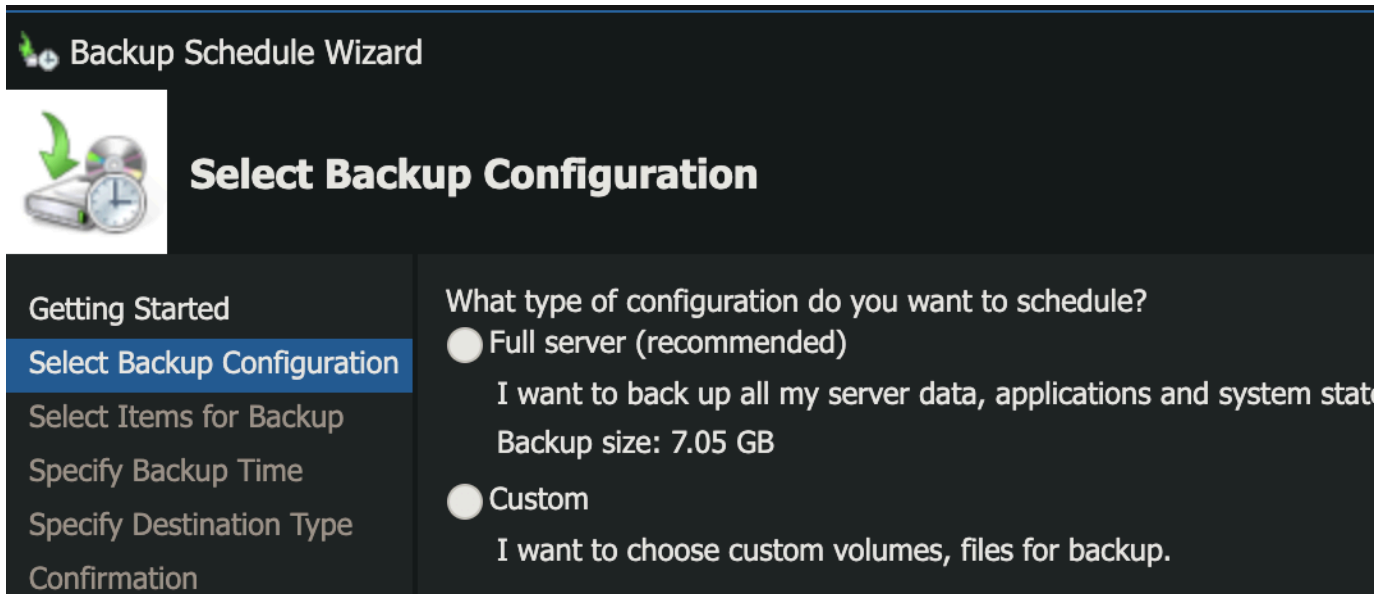 Backup Schedule Wizard
Select Backup Configuration
Getting Started
Select Backup Configuration
Select Items for Backup
Specify Backup Time
Specify Destination Type
Confirmation
What type of configuration do you want to schedule?
Full server (recommended)
I want to back up all my server data, applications and system state
Backup size: 7.05 GB
Custom
I want to choose custom volumes, files for backup.